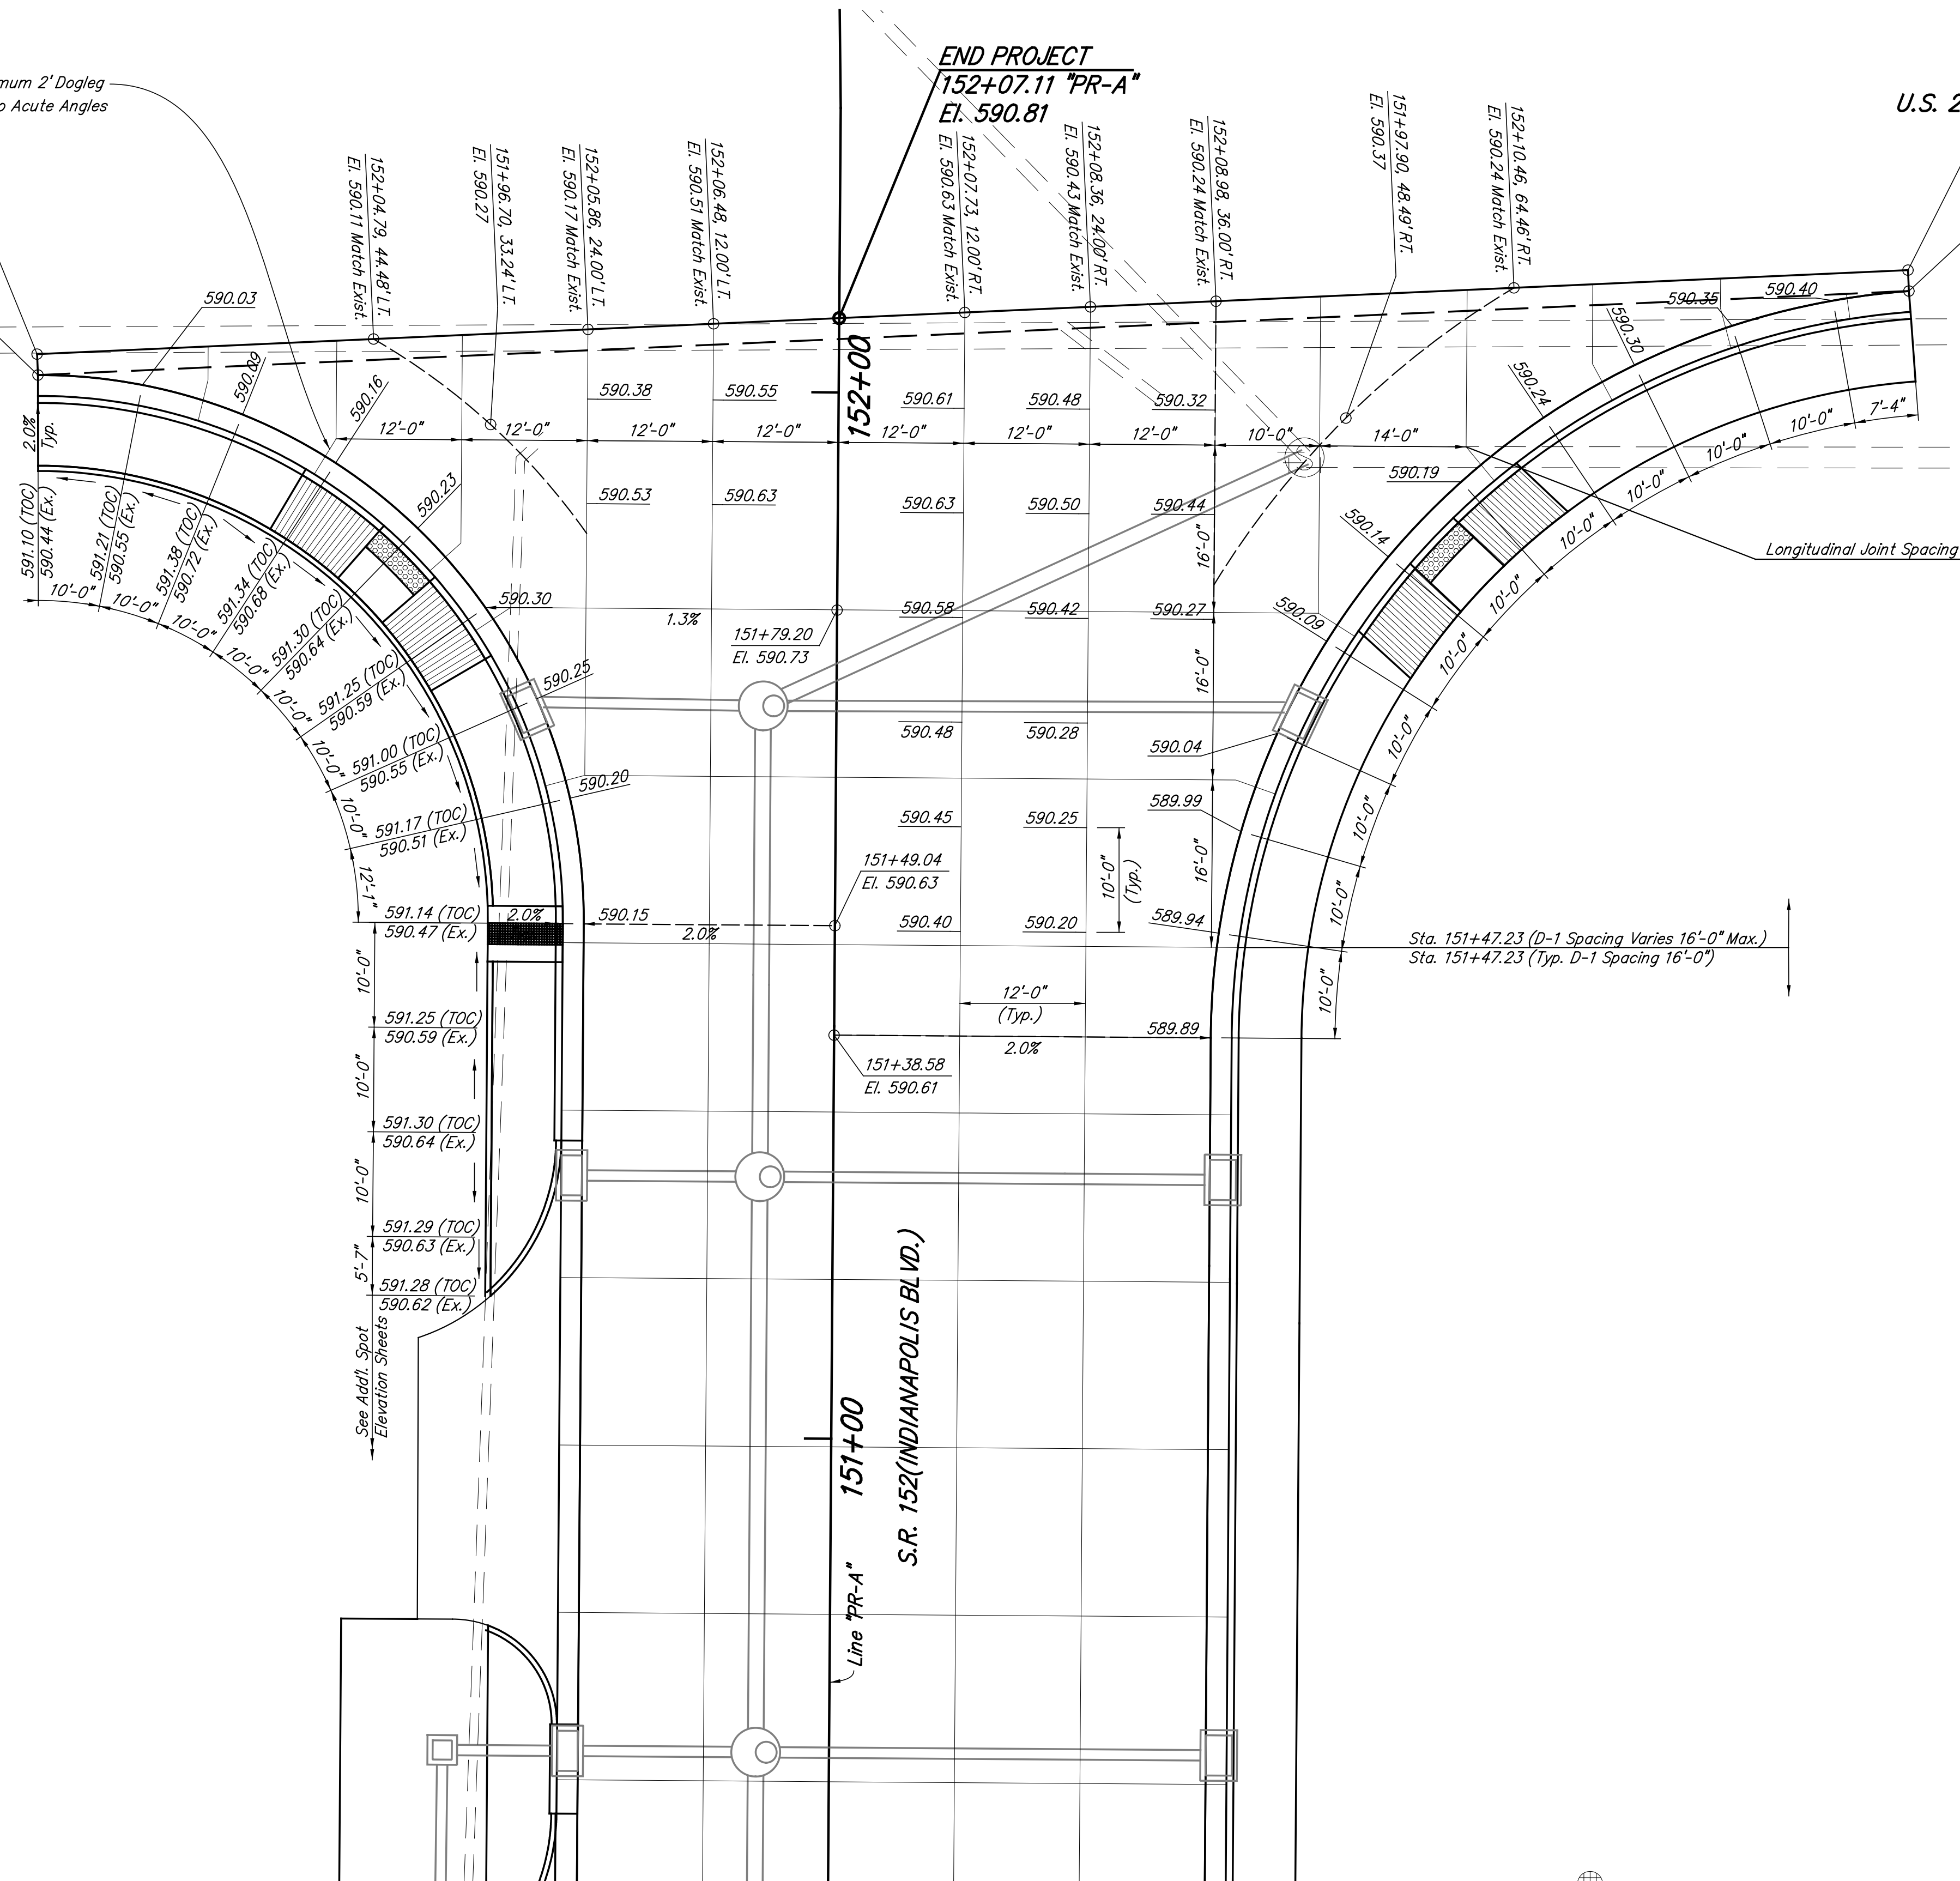 END PROJECT
152+07.11 "PR-A"
El. 590.81
U.S. 2
2' Dogleg
Acute Angles
152+04.79, 44.48' LT.
El. 590.11 Match Exist.
151+96.70, 33.24' LT.
El. 590.27
152+05.86, 24.00' LT.
El. 590.17 Match Exist.
152+06.48, 12.00' LT.
El. 590.51 Match Exist.
152+07.73, 12.00' RT.
El. 590.63 Match Exist.
152+08.36, 24.00' RT.
El. 590.43 Match Exist.
152+08.98, 36.00' RT.
El. 590.24 Match Exist.
151+97.90, 48.49' RT.
El. 590.37
152+10.46, 64.46' RT.
El. 590.24 Match Exist.
590.03
590.09
590.16
590.23
590.30
590.25
590.20
590.15
590.40
590.35
590.30
590.24
590.19
590.14
590.09
590.04
589.99
589.94
589.89
152+00
590.38
590.55
590.61
590.48
590.32
12'-0"
12'-0"
12'-0"
12'-0"
12'-0"
12'-0"
12'-0"
10'-0"
14'-0"
590.53
590.63
590.63
590.50
590.44
9'-0"
16'-0"
16'-0"
1.3%
590.58
590.42
590.27
151+79.20
El. 590.73
590.48
590.28
590.45
590.25
10'-0"
(Typ.)
151+49.04
El. 590.63
590.40
590.20
2.0%
2.0%
12'-0"
(Typ.)
2.0%
151+38.58
El. 590.61
2.0%
Typ.
591.10 (TOC)
590.44 (Ex.)
591.21 (TOC)
590.55 (Ex.)
591.38 (TOC)
590.72 (Ex.)
591.34 (TOC)
590.68 (Ex.)
591.30 (TOC)
590.64 (Ex.)
591.25 (TOC)
590.59 (Ex.)
591.00 (TOC)
590.55 (Ex.)
591.17 (TOC)
590.51 (Ex.)
591.14 (TOC)
590.47 (Ex.)
591.25 (TOC)
590.59 (Ex.)
591.30 (TOC)
590.64 (Ex.)
591.29 (TOC)
590.63 (Ex.)
591.28 (TOC)
590.62 (Ex.)
10'-0"
10'-0"
10'-0"
10'-0"
10'-0"
10'-0"
10'-0"
12'-1"
10'-0"
10'-0"
10'-0"
5'-7"
See Add'l. Spot
Elevation Sheets
7'-4"
10'-0"
10'-0"
10'-0"
10'-0"
10'-0"
10'-0"
10'-0"
10'-0"
10'-0"
10'-0"
Longitudinal Joint Spacing
Sta. 151+47.23 (D-1 Spacing Varies 16'-0" Max.)
Sta. 151+47.23 (Typ. D-1 Spacing 16'-0")
151+00
S.R. 152(INDIANAPOLIS BLVD.)
Line "PR-A"